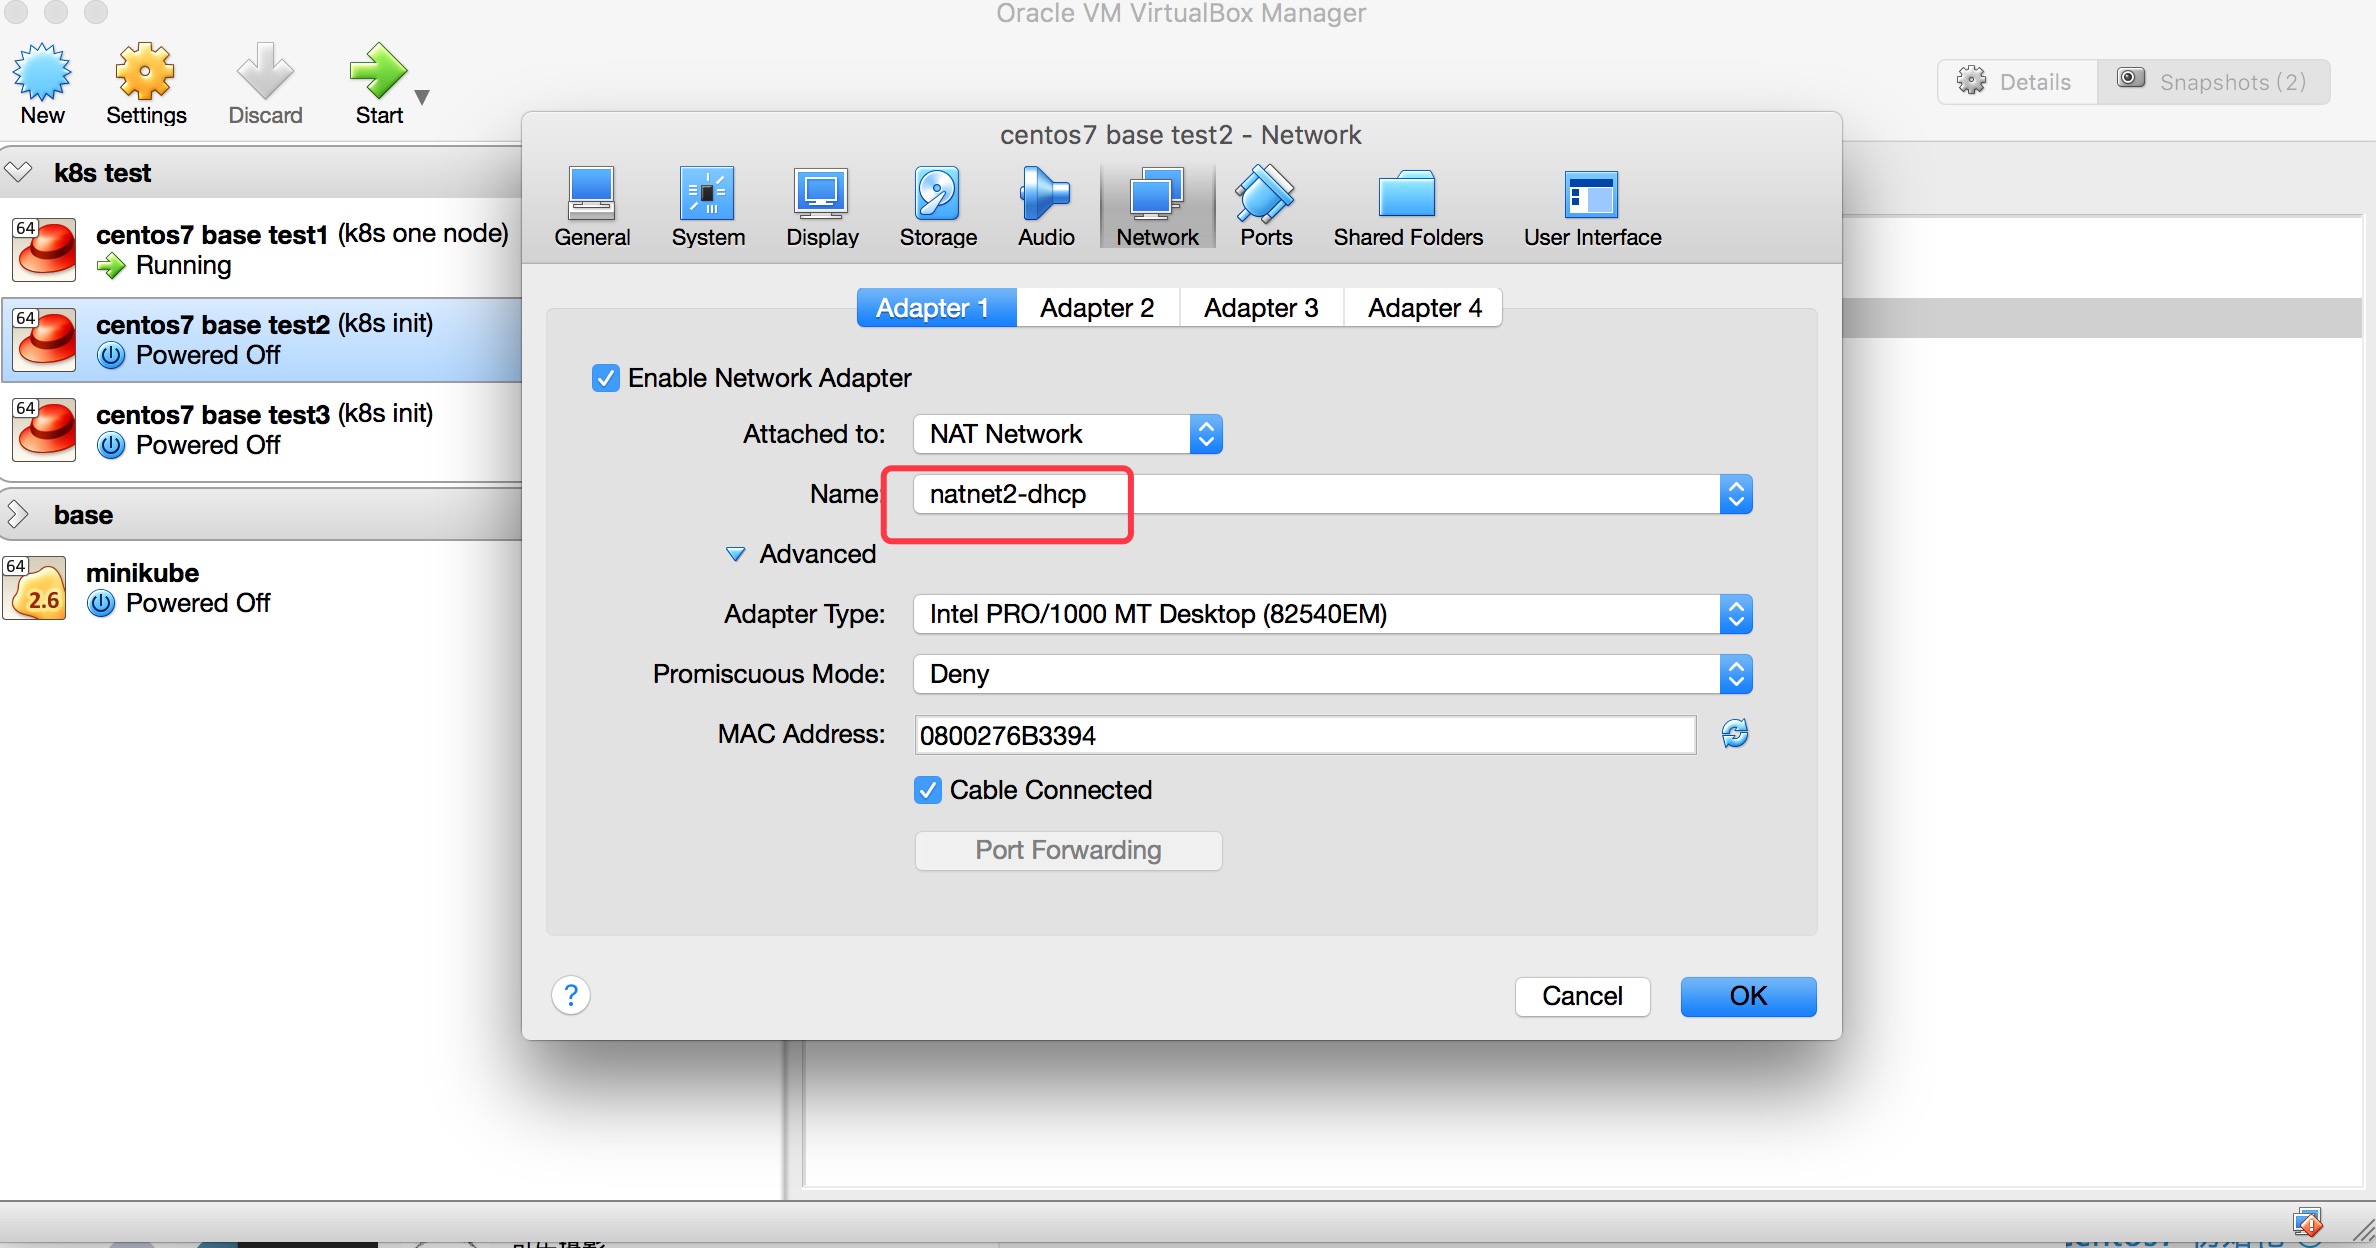 Oracle VM VirtualBox Manager
New
Settings
Discard
Start
Details
Snapshots (2)
k8s test
64
centos7 base test1 (k8s one node)
Running
64
centos7 base test2 (k8s init)
Powered Off
64
centos7 base test3 (k8s init)
Powered Off
base
64
2.6
minikube
Powered Off
centos7 base test2 - Network
General
System
Display
Storage
Audio
Network
Ports
Shared Folders
User Interface
Adapter 1
Adapter 2
Adapter 3
Adapter 4
Enable Network Adapter
Attached to:
NAT Network
Name
natnet2-dhcp
Advanced
Adapter Type:
Intel PRO/1000 MT Desktop (82540EM)
Promiscuous Mode:
Deny
MAC Address:
0800276B3394
Cable Connected
Port Forwarding
?
Cancel
OK